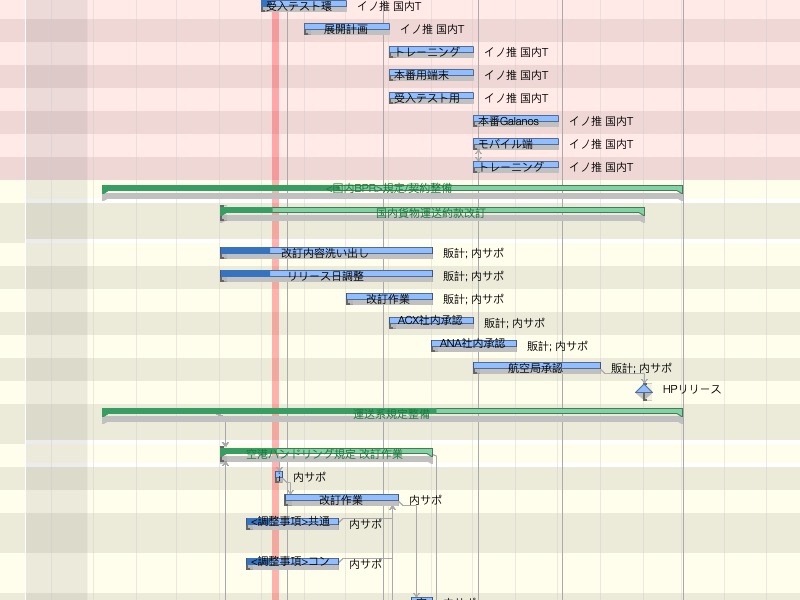 受入テスト環 イノ推 国内T
展開計画 イノ推 国内T
トレーニング イノ推 国内T
本番用端末 イノ推 国内T
受入テスト用 イノ推 国内T
本番Galanos イノ推 国内T
モバイル端 イノ推 国内T
トレーニング イノ推 国内T
<国内BPR>規定/契約整備
国内貨物運送約款改訂
改訂内容洗い出し 販計; 内サポ
リリース日調整 販計; 内サポ
改訂作業 販計; 内サポ
ACX社内承認 販計; 内サポ
ANA社内承認 販計; 内サポ
航空局承認 販計; 内サポ
HPリリース
運送系規定整備
空港ハンドリング規定 改訂作業
内サポ
改訂作業 内サポ
<調整事項>共通 内サポ
<調整事項>コン 内サポ